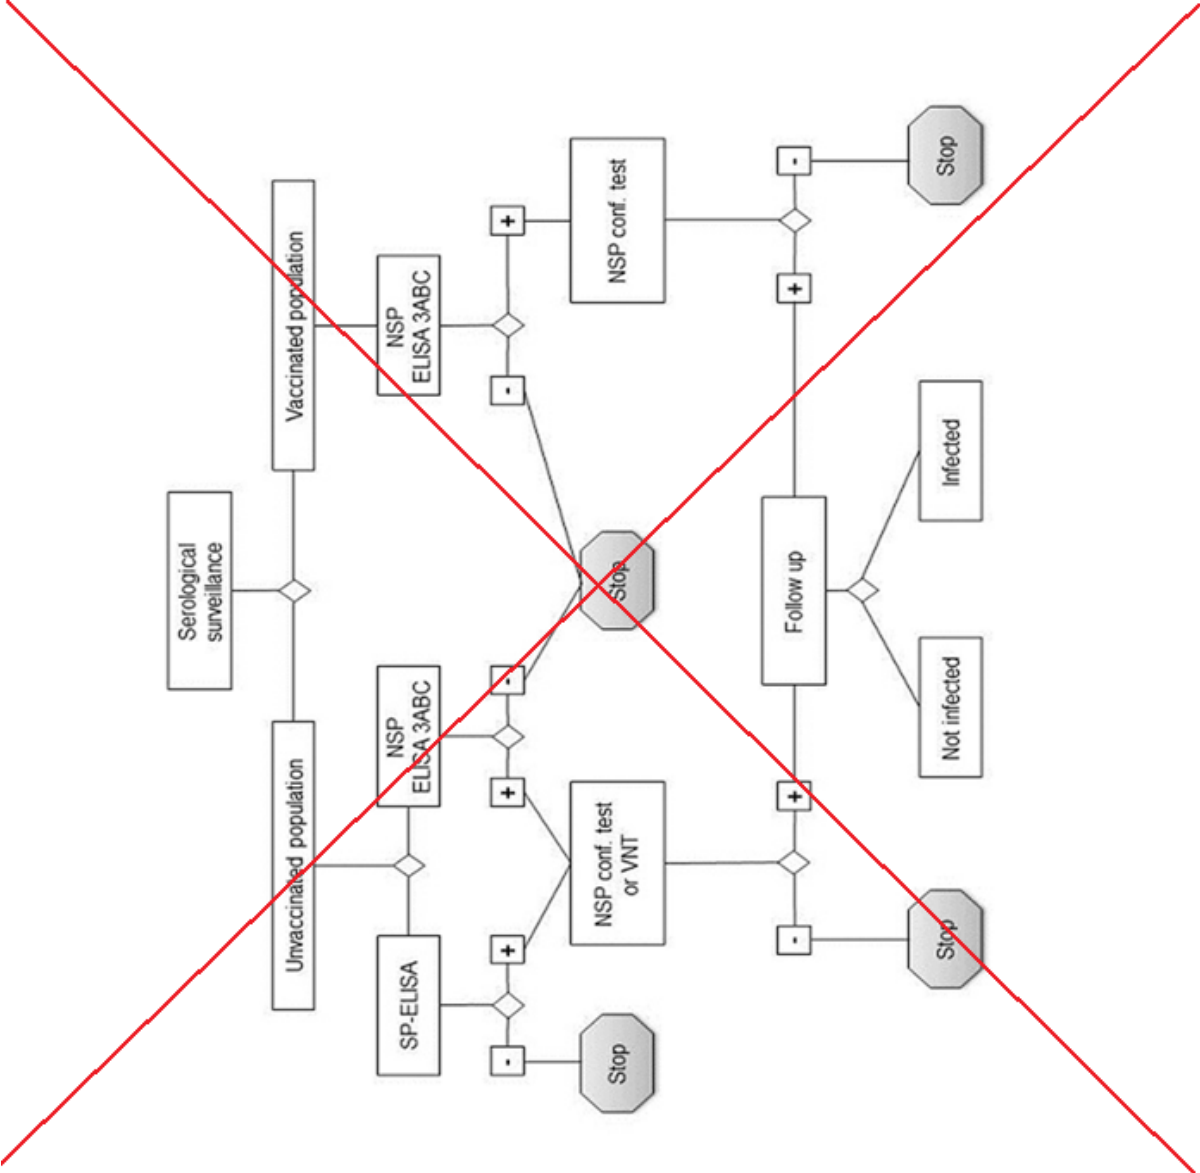 Serological
surveillance
Unvaccinated population
Vaccinated population
SP-ELISA
NSP
ELISA 3ABC
NSP
ELISA 3ABC
-
+
+
-
-
+
Stop
NSP conf. test
or VNT
Stop
NSP conf. test
-
+
Follow up
+
-
Stop
Not infected
Infected
Stop